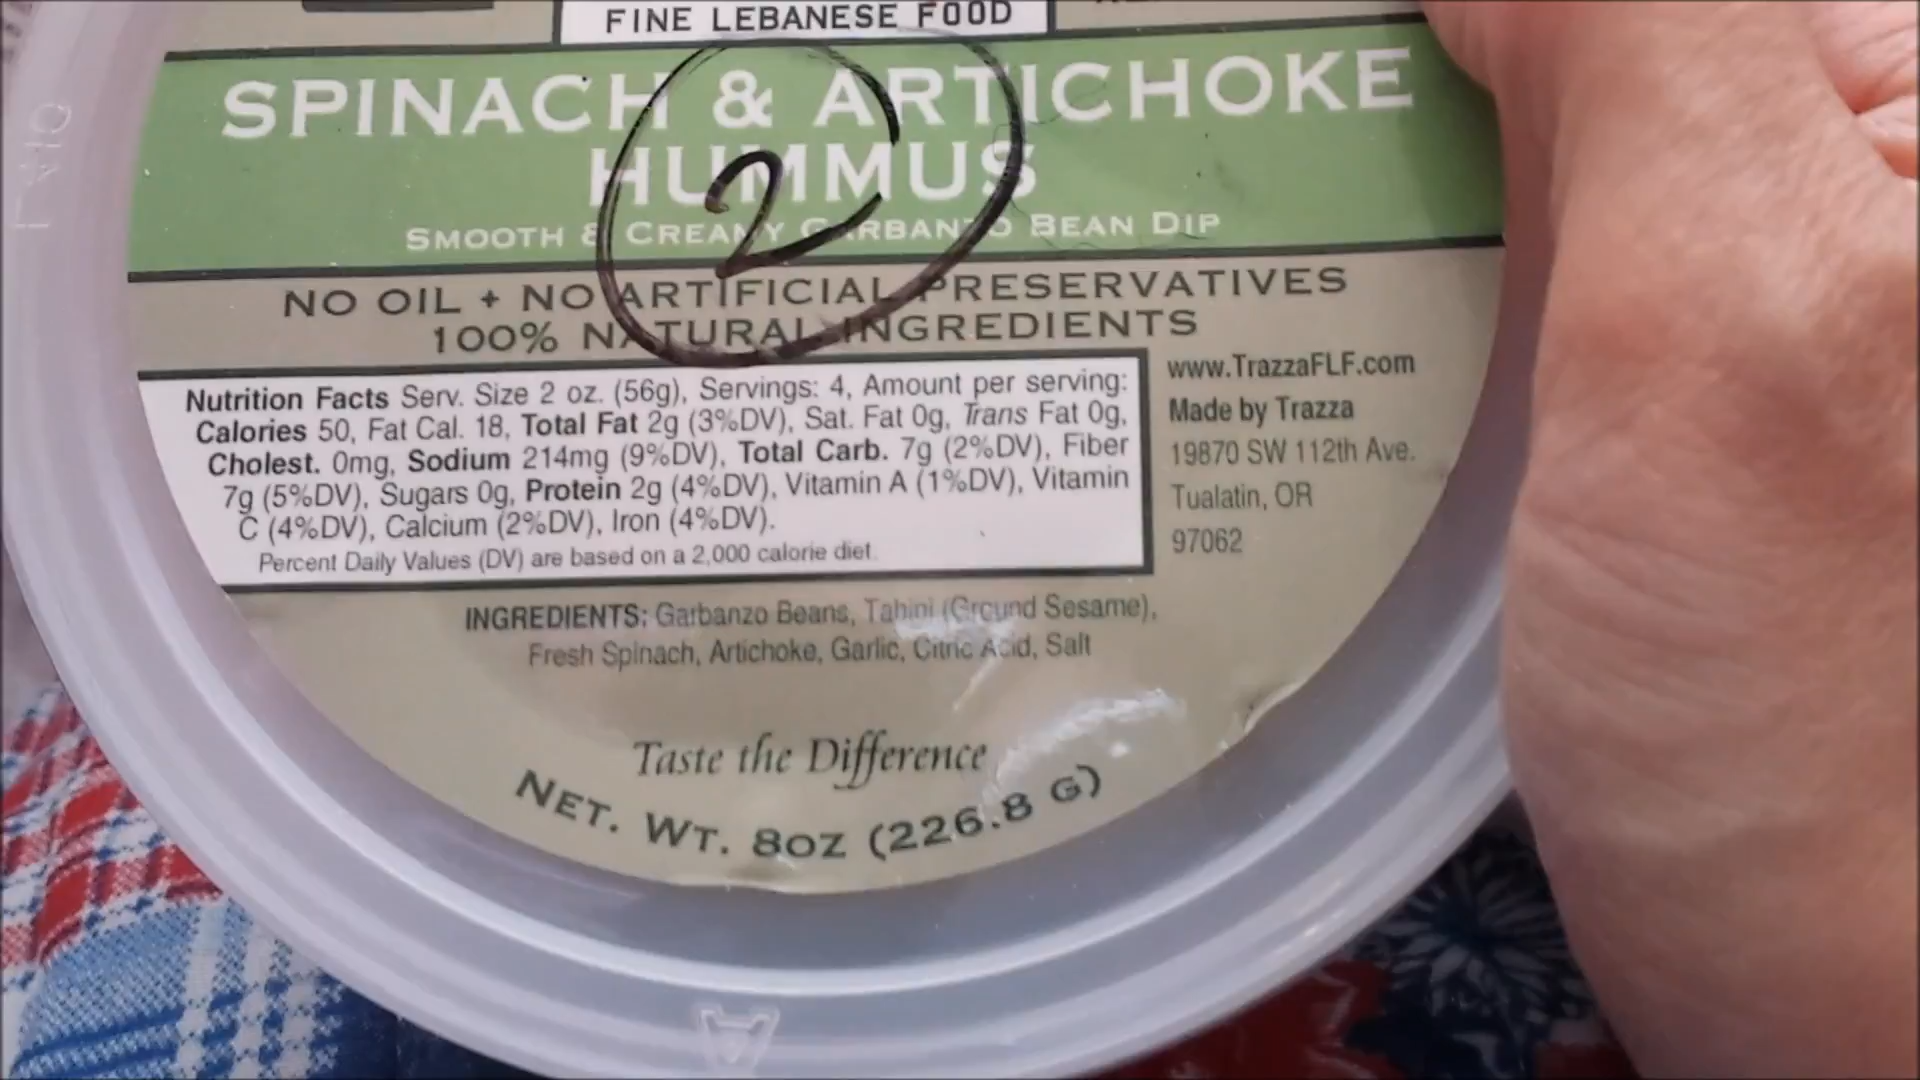 FINE LEBANESE FOOD
SPINACH & ARTICHOKE
HUMMUS
SMOOTH & CREAMY GARBANZO BEAN DIP
2
NO OIL + NO ARTIFICIAL PRESERVATIVES
100% NATURAL INGREDIENTS
Nutrition Facts Serv. Size 2 oz. (56g), Servings: 4, Amount per serving:
Calories 50, Fat Cal. 18, Total Fat 2g (3%DV), Sat. Fat 0g, Trans Fat 0g,
Cholest. 0mg, Sodium 214mg (9%DV), Total Carb. 7g (2%DV), Fiber
7g (5%DV), Sugars 0g, Protein 2g (4%DV), Vitamin A (1%DV), Vitamin
C (4%DV), Calcium (2%DV), Iron (4%DV).
Percent Daily Values (DV) are based on a 2,000 calorie diet.
www.TrazzaFLF.com
Made by Trazza
19870 SW 112th Ave.
Tualatin, OR
97062
INGREDIENTS: Garbanzo Beans, Tahini (Ground Sesame),
Fresh Spinach, Artichoke, Garlic, Citric Acid, Salt
Taste the Difference
NET. WT. 8OZ (226.8 G)